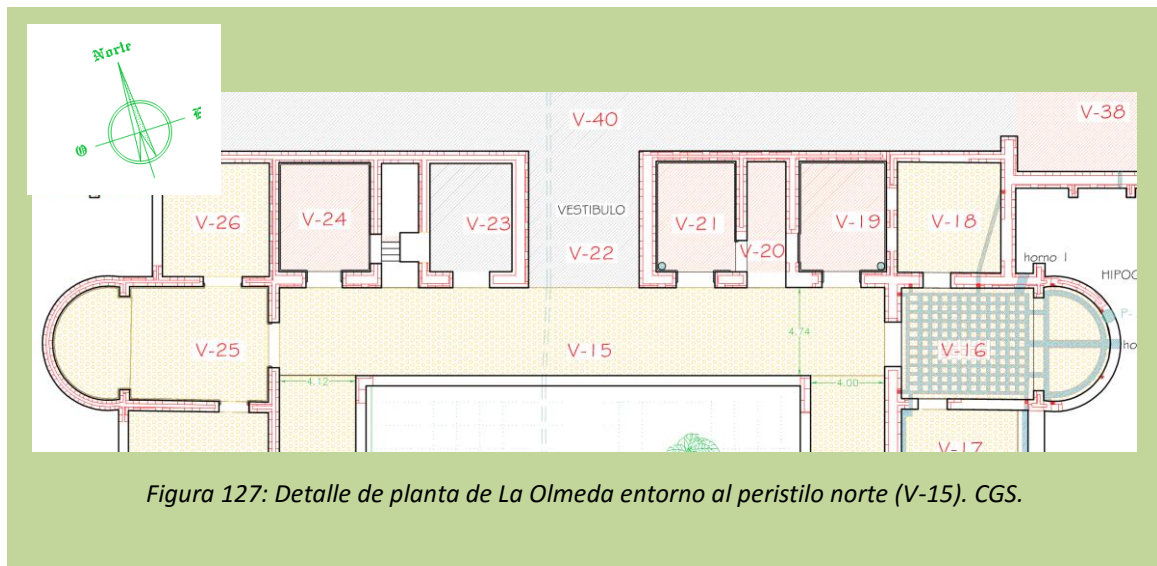 Norte
E
O
V-40
V-38
V-26
V-24
V-23
VESTIBULO
V-22
V-21
V-20
V-19
V-18
horno 1
HIPOC
V-25
V-15
4.74
V-16
P-
ho
4.12
4.00
V-17
Figura 127: Detalle de planta de La Olmeda entorno al peristilo norte (V-15). CGS.